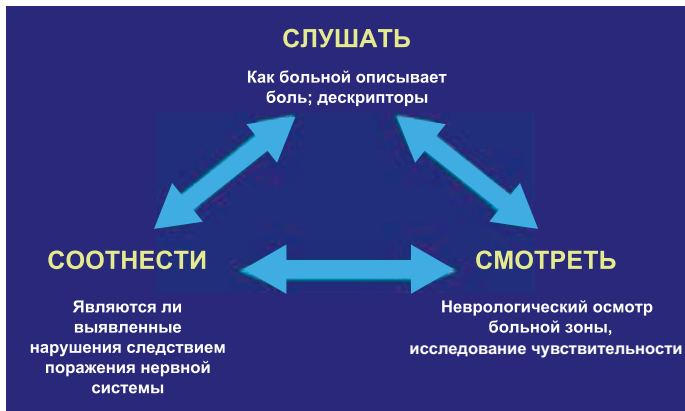 СЛУШАТЬ
Как больной описывает
боль; дескрипторы
СООТНЕСТИ
Являются ли
выявленные
нарушения следствием
поражения нервной
системы
СМОТРЕТЬ
Неврологический осмотр
больной зоны,
исследование чувствительности